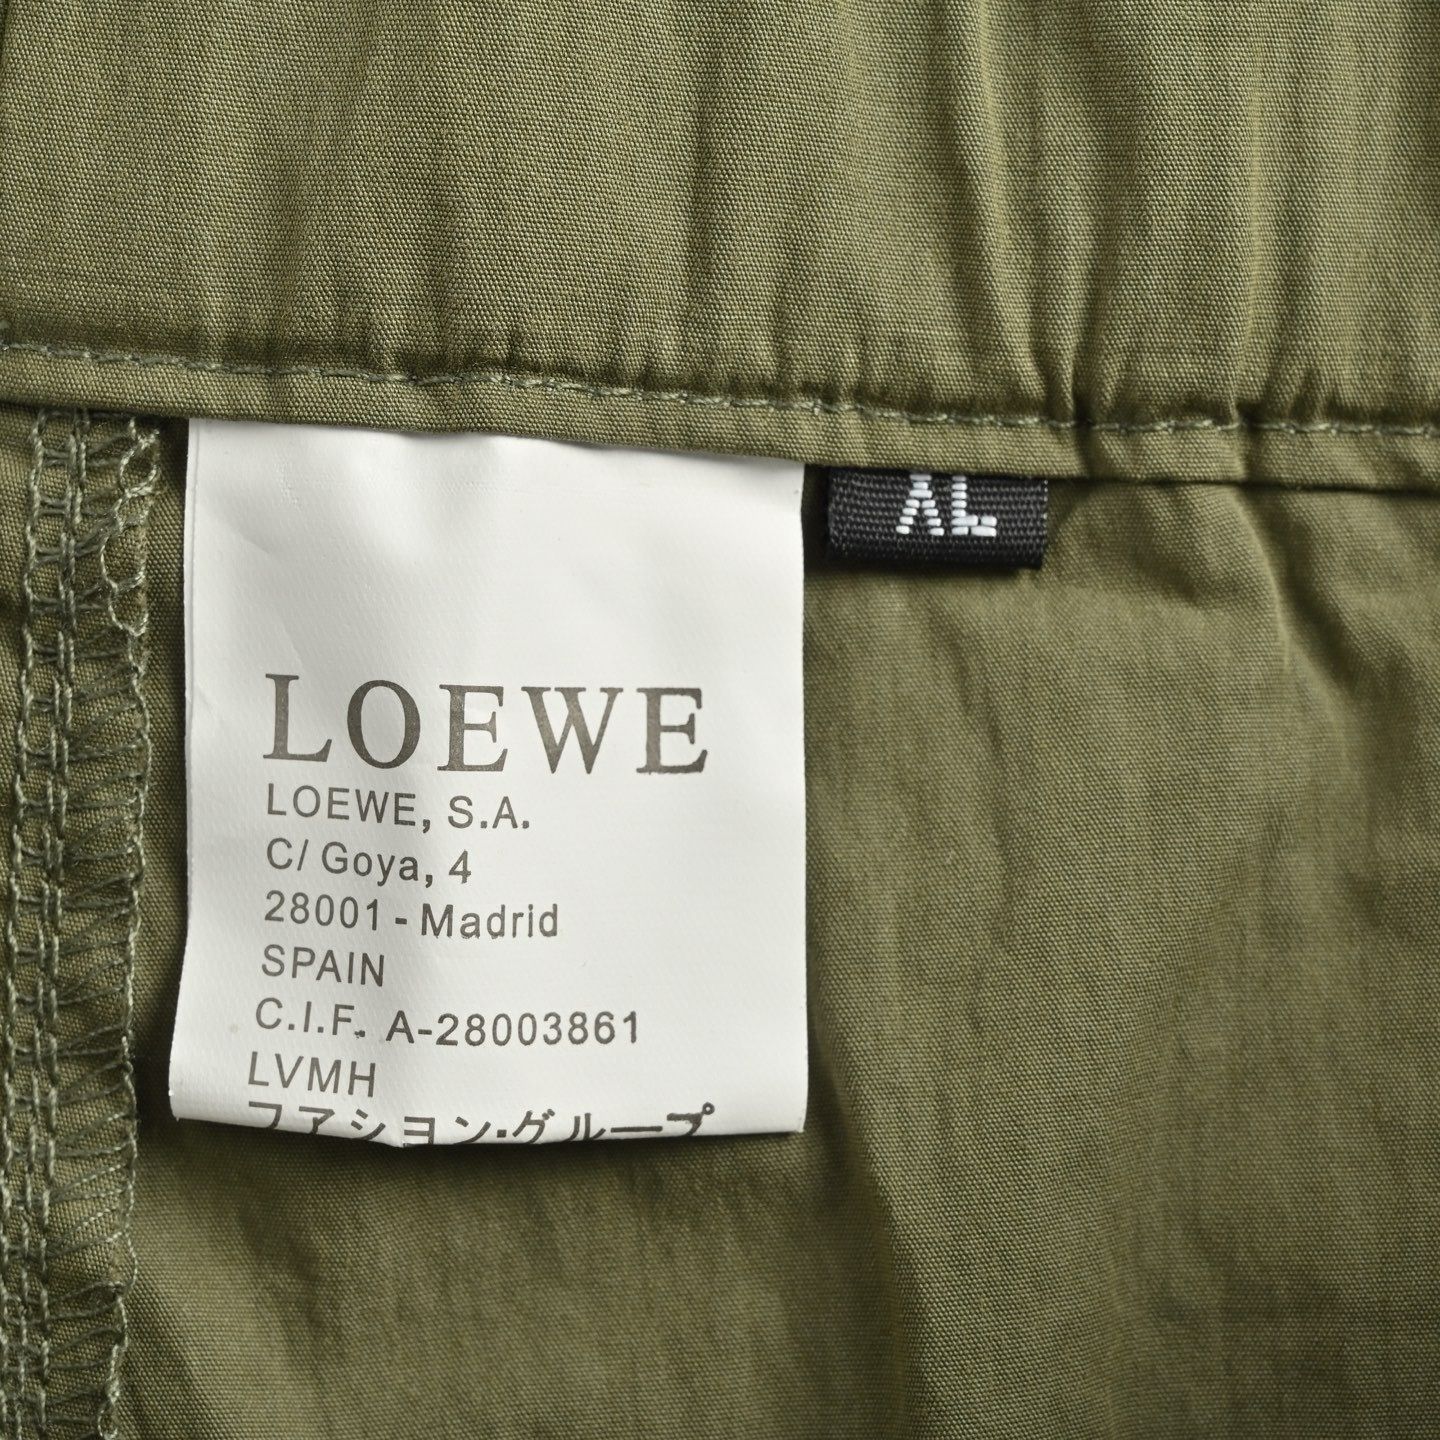 XL
LOEWE
LOEWE, S.A.
C/ Goya, 4
28001 - Madrid
SPAIN
C.I.F. A-28003861
LVMH
ファション・グループ